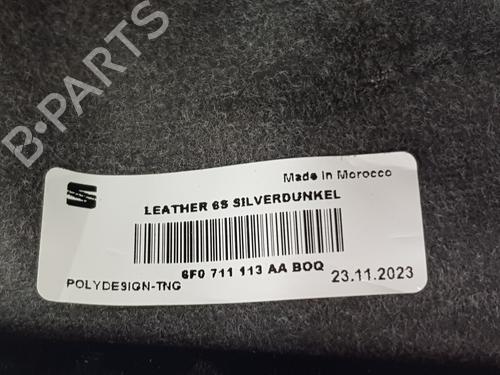 B-PARTS
Made in Morocco
LEATHER 6S SILVERDUNKEL
6F0 711 113 AA BOQ
POLYDESIGN-TNG
23.11.2023